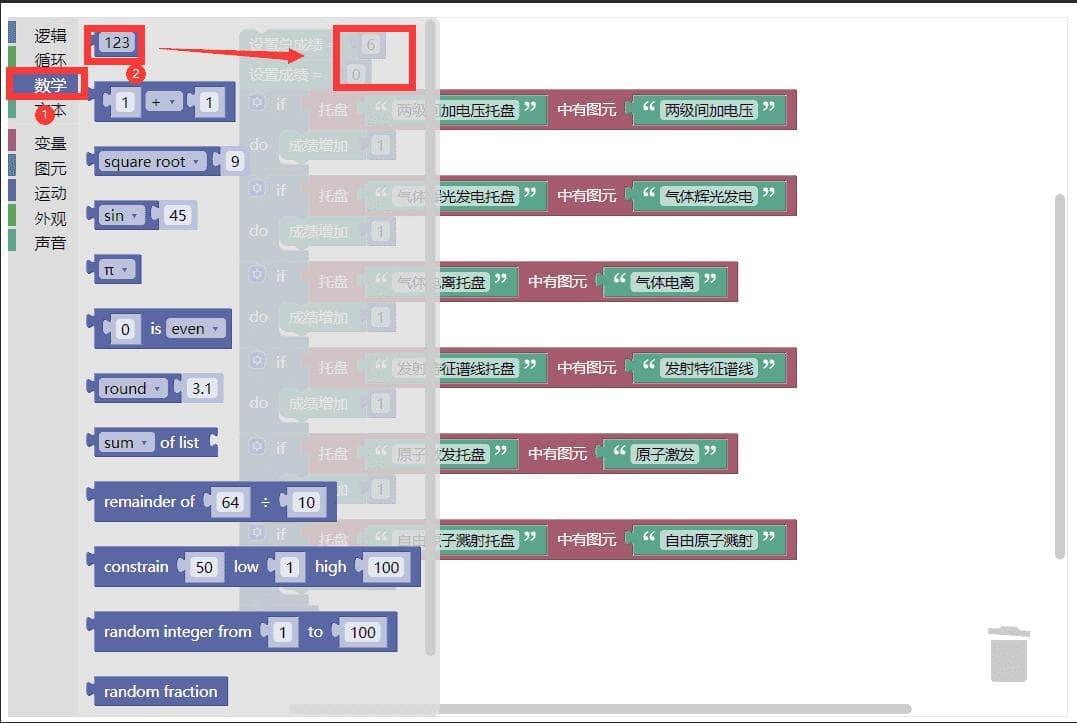 逻辑
循环
数学
文本
变量
图元
运动
外观
声音
1
123
2
1 + 1
square root 9
sin 45
π
0 is even
round 3.1
sum of list
remainder of 64 ÷ 10
constrain 50 low 1 high 100
random integer from 1 to 100
random fraction
设置总成绩 = 6
设置成绩 = 0
if 托盘 “ 两级间加电压托盘 ” 中有图元 “ 两级间加电压 ”
do 成绩增加 1
if 托盘 “ 气体辉光发电托盘 ” 中有图元 “ 气体辉光发电 ”
do 成绩增加 1
if 托盘 “ 气体电离托盘 ” 中有图元 “ 气体电离 ”
do 成绩增加 1
if 托盘 “ 发射特征谱线托盘 ” 中有图元 “ 发射特征谱线 ”
do 成绩增加 1
if 托盘 “ 原子激发托盘 ” 中有图元 “ 原子激发 ”
加 1
if 托盘 “ 自由原子溅射托盘 ” 中有图元 “ 自由原子溅射 ”